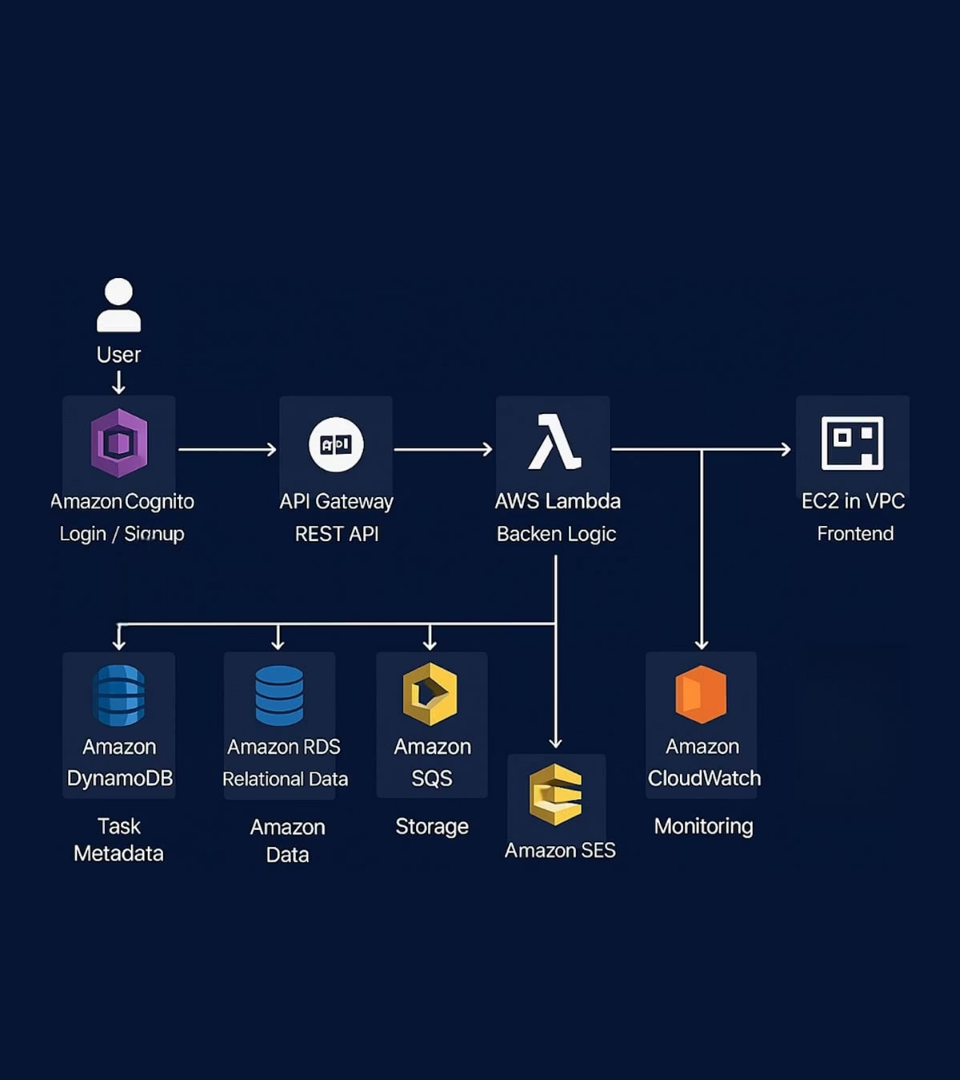 User
Amazon Cognito
Login / Signup
API
API Gateway
REST API
AWS Lambda
Backen Logic
EC2 in VPC
Frontend
Amazon
DynamoDB
Task
Metadata
Amazon RDS
Relational Data
Amazon
Data
Amazon
SQS
Storage
Amazon SES
Amazon
CloudWatch
Monitoring